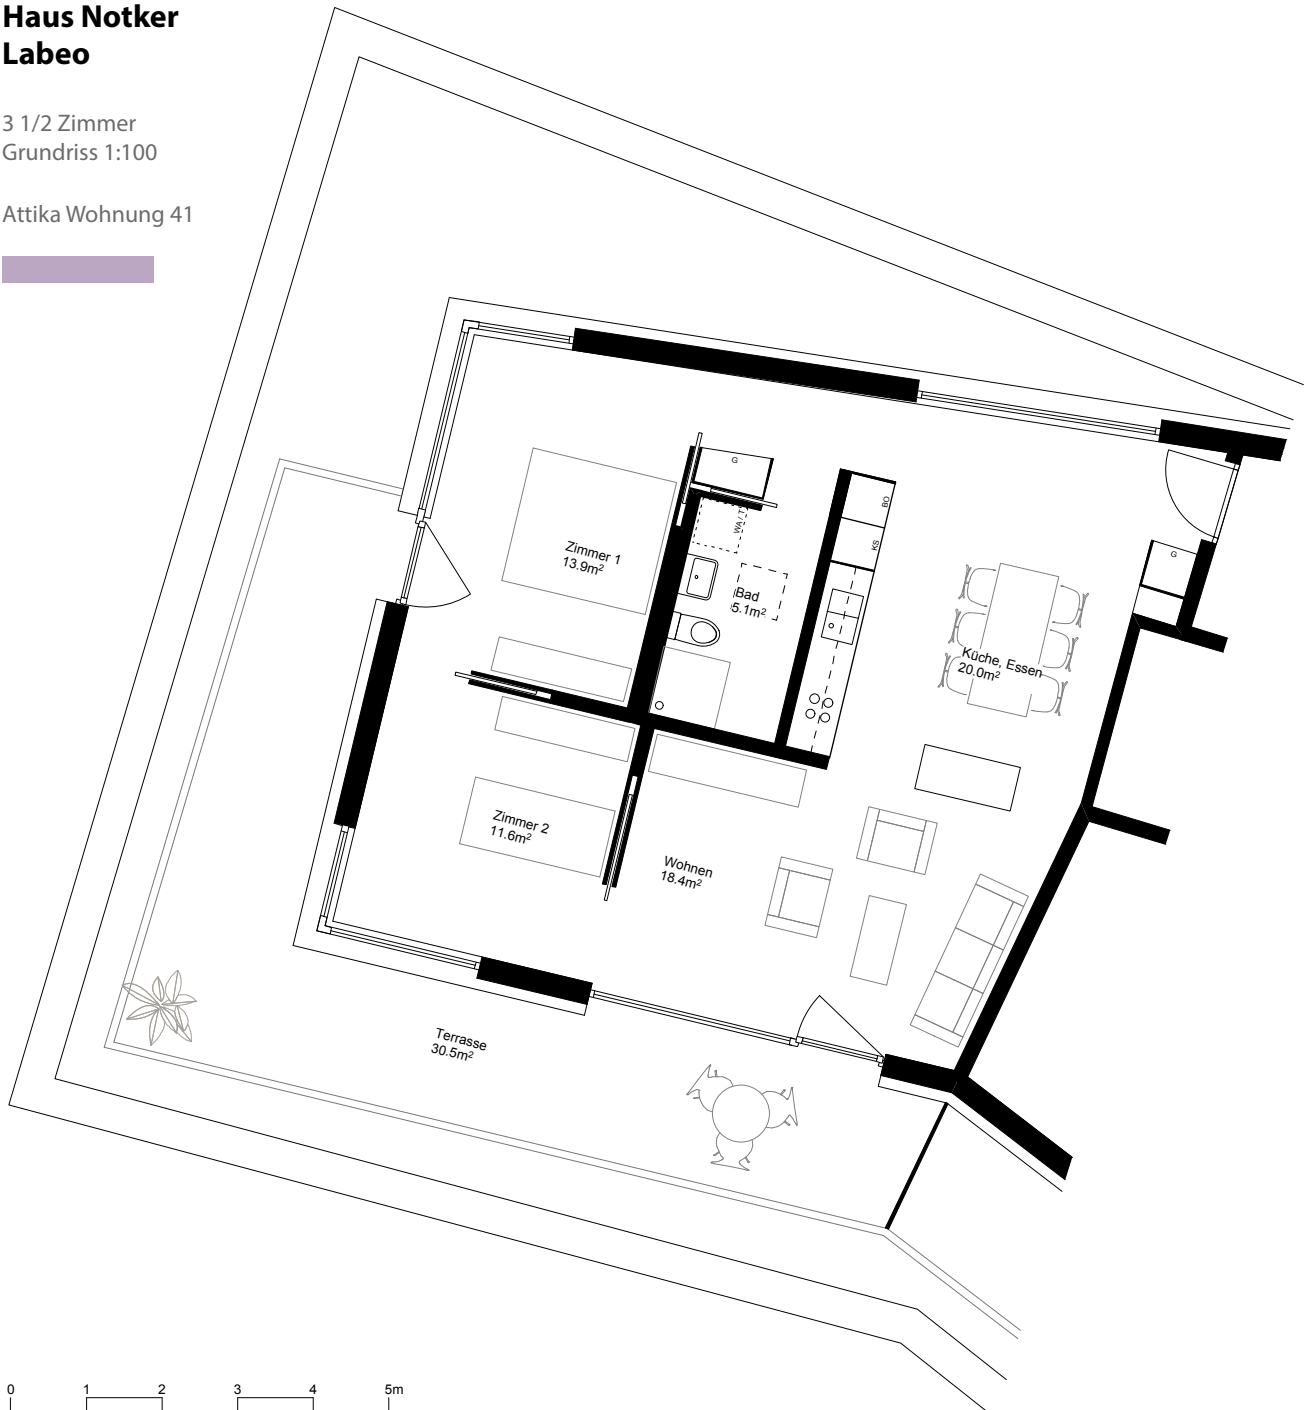 Haus Notker
Labeo
3 1/2 Zimmer
Grundriss 1:100
Attika Wohnung 41
G
WA / T
BO
KS
Zimmer 1
13.9m²
Bad
5.1m²
G
Küche, Essen
20.0m²
Zimmer 2
11.6m²
Wohnen
18.4m²
Terrasse
30.5m²
0 1 2 3 4 5m